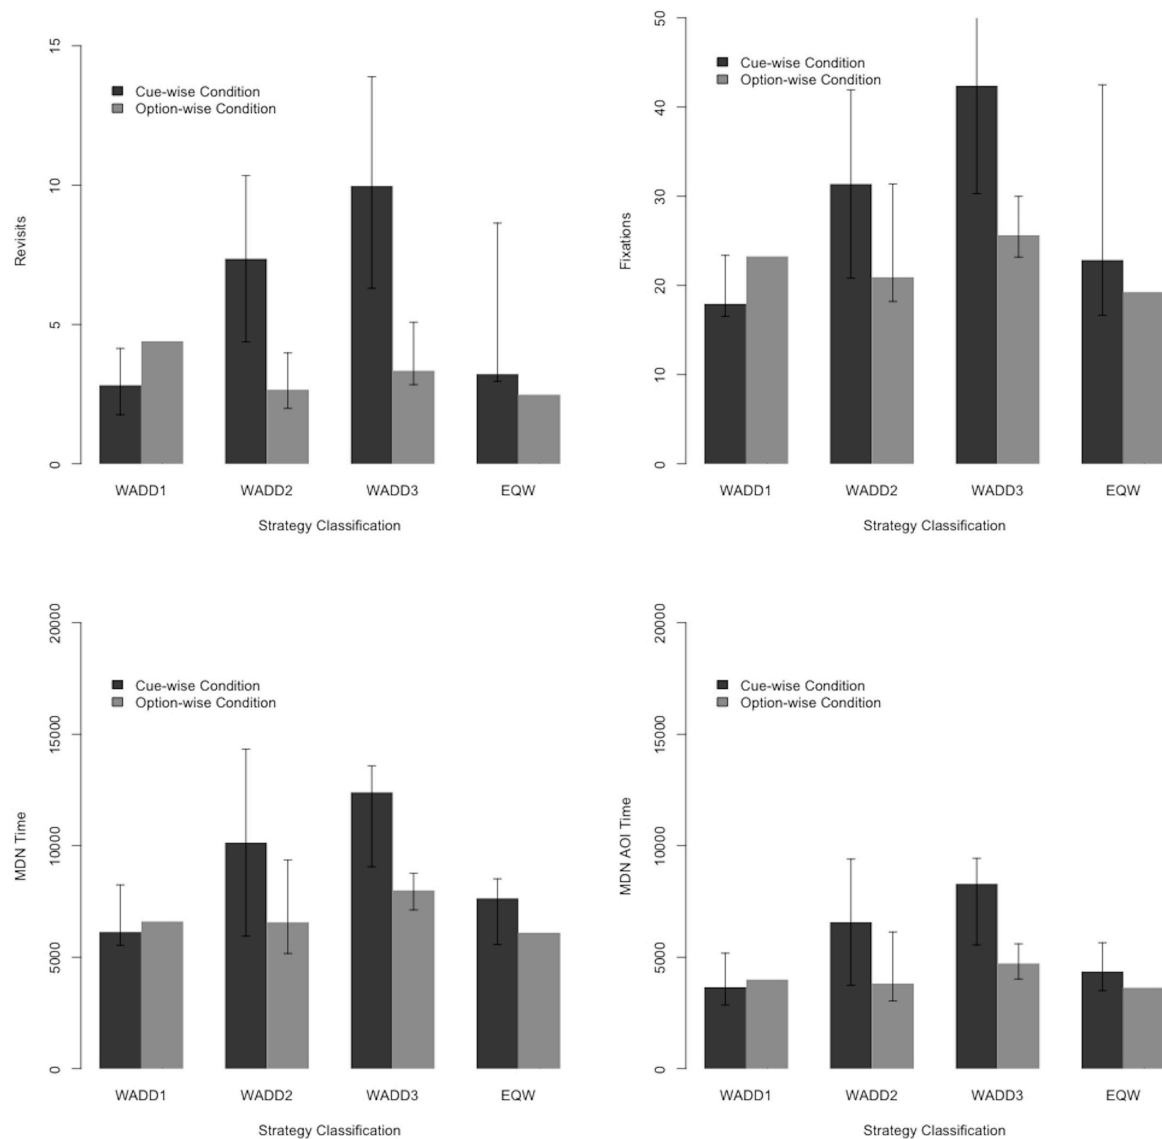 15
10
5
0
Revisits
Cue-wise Condition
Option-wise Condition
WADD1 WADD2 WADD3 EQW
Strategy Classification
50
40
30
20
10
0
Fixations
Cue-wise Condition
Option-wise Condition
WADD1 WADD2 WADD3 EQW
Strategy Classification
20000
15000
10000
5000
0
MDN Time
Cue-wise Condition
Option-wise Condition
WADD1 WADD2 WADD3 EQW
Strategy Classification
20000
15000
10000
5000
0
MDN AOI Time
Cue-wise Condition
Option-wise Condition
WADD1 WADD2 WADD3 EQW
Strategy Classification